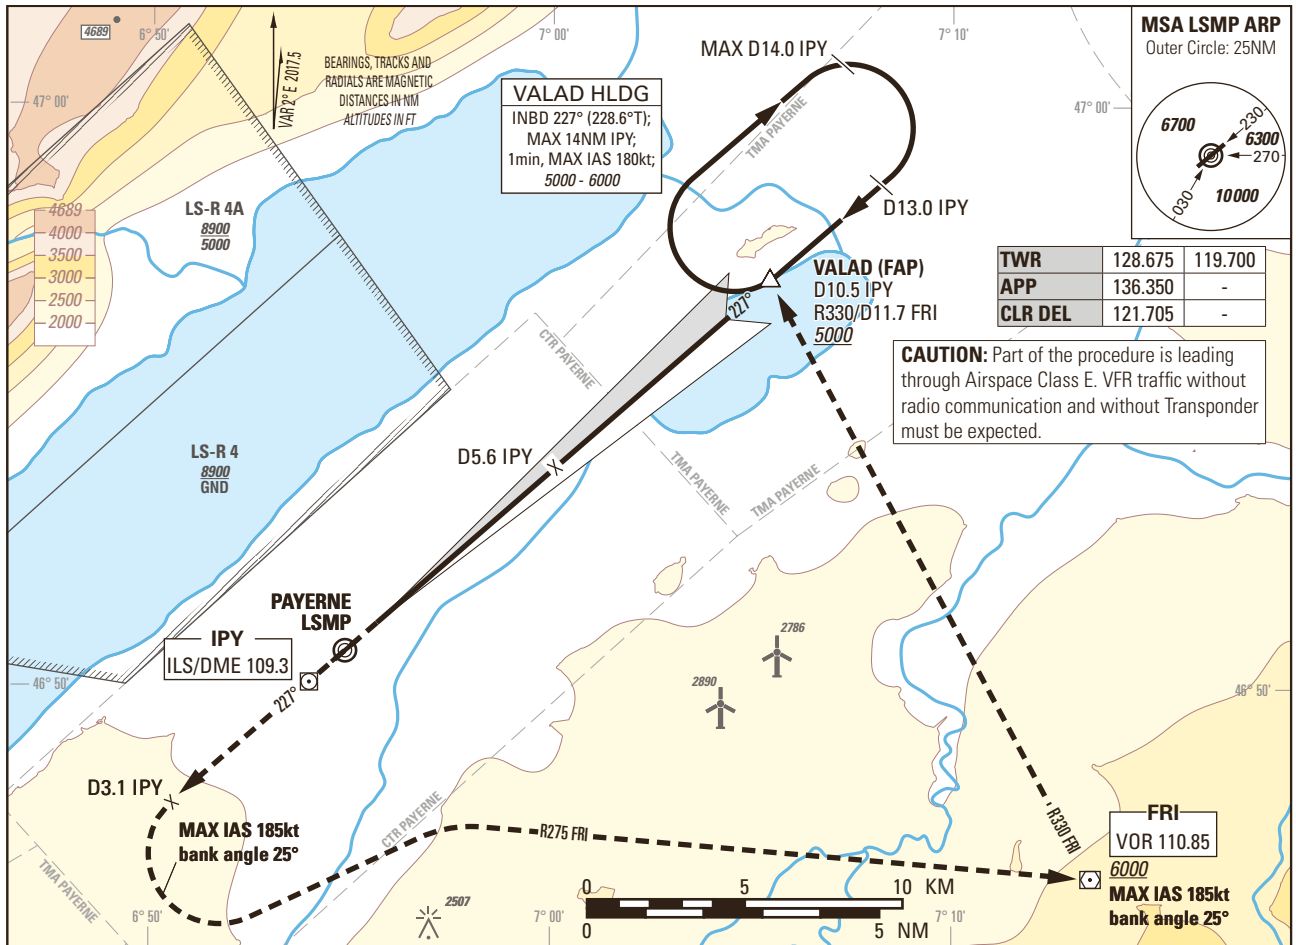 4689
6° 50'
7° 00'
7° 10'
47° 00'
47° 00'
VAR 2° E 2017.5
BEARINGS, TRACKS AND
RADIALS ARE MAGNETIC
DISTANCES IN NM
ALTITUDES IN FT
VALAD HLDG
INBD 227° (228.6°T);
MAX 14NM IPY;
1min, MAX IAS 180kt;
5000 - 6000
MAX D14.0 IPY
TMA PAYERNE
D13.0 IPY
MSA LSMP ARP
Outer Circle: 25NM
6700
230
6300
270
10000
030
LS-R 4A
8900
5000
4689
4000
3500
3000
2500
2000
TWR 128.675 119.700
APP 136.350 -
CLR DEL 121.705 -
VALAD (FAP)
D10.5 IPY
R330/D11.7 FRI
5000
227°
CTR PAYERNE
CAUTION: Part of the procedure is leading
through Airspace Class E. VFR traffic without
radio communication and without Transponder
must be expected.
LS-R 4
8900
GND
D5.6 IPY
TMA PAYERNE
TMA PAYERNE
PAYERNE
LSMP
IPY
ILS/DME 109.3
227°
46° 50'
46° 50'
2786
2890
D3.1 IPY
MAX IAS 185kt
bank angle 25°
CTR PAYERNE
R275 FRI
R330 FRI
FRI
VOR 110.85
6000
MAX IAS 185kt
bank angle 25°
TMA PAYERNE
2507
0 5 10 KM
0 5 NM
6° 50'
7° 00'
7° 10'